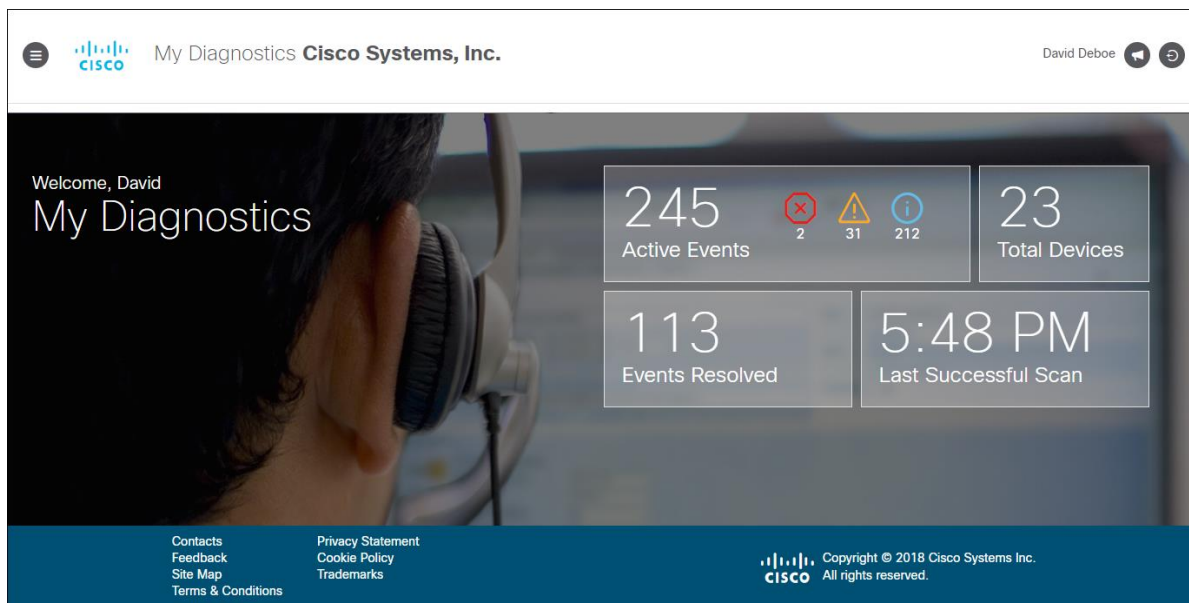 CISCO
My Diagnostics Cisco Systems, Inc.
David Deboe
Welcome, David
My Diagnostics
245
Active Events
2 31 212
23
Total Devices
113
Events Resolved
5:48 PM
Last Successful Scan
Contacts
Feedback
Site Map
Terms & Conditions
Privacy Statement
Cookie Policy
Trademarks
CISCO
Copyright © 2018 Cisco Systems Inc.
All rights reserved.